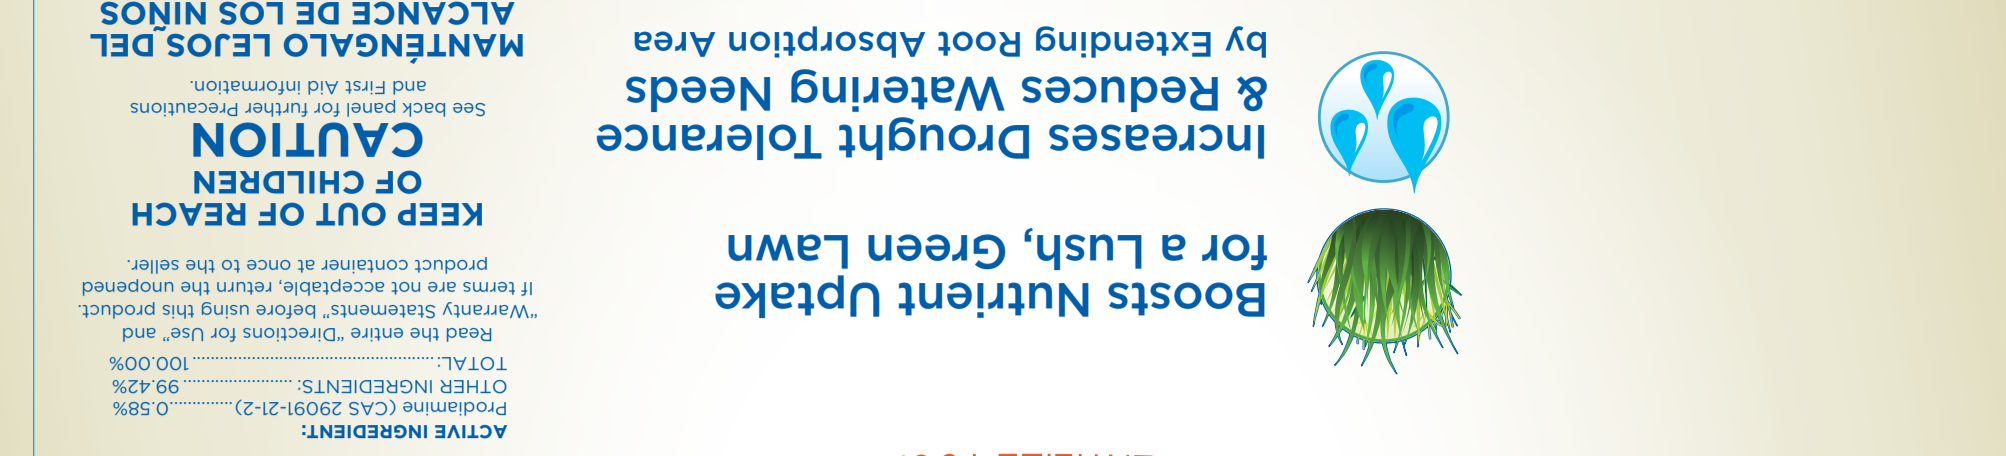 ACTIVE INGREDIENT:
Prodiamine (CAS 29091-21-2)..............0.58%
OTHER INGREDIENTS: ........................ 99.42%
TOTAL: ..................................................... 100.00%
Read the entire “Directions for Use” and
“Warranty Statements” before using this product.
If terms are not acceptable, return the unopened
product container at once to the seller.
KEEP OUT OF REACH
OF CHILDREN
CAUTION
See back panel for further Precautions
and First Aid information.
MANTÉNGALO LEJOS DEL
ALCANCE DE LOS NIÑOS
Boosts Nutrient Uptake
for a Lush, Green Lawn
Increases Drought Tolerance
& Reduces Watering Needs
by Extending Root Absorption Area